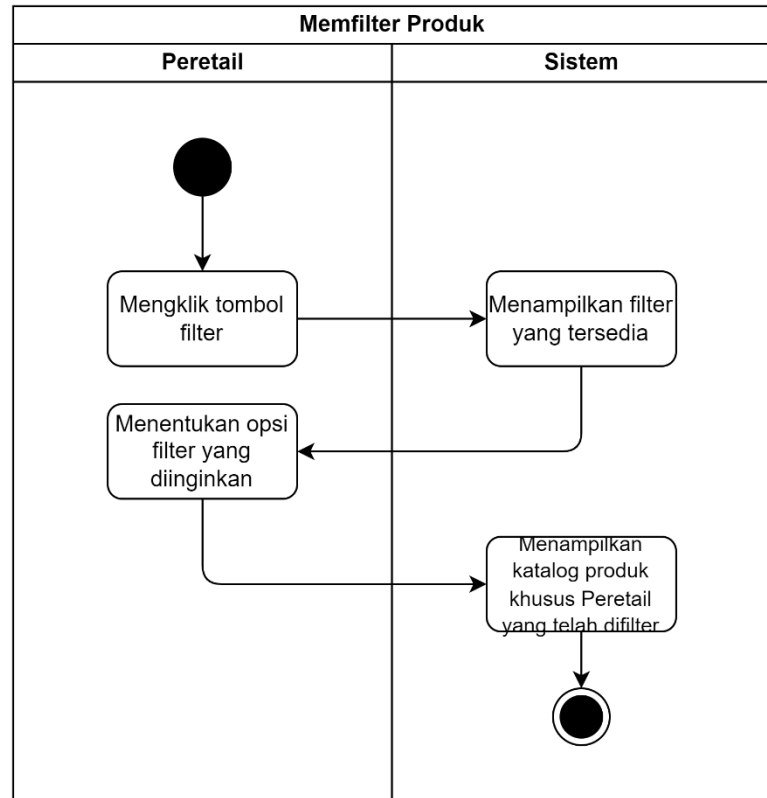 Memfilter Produk
Peretail
Sistem
Mengklik tombol
filter
Menampilkan filter
yang tersedia
Menentukan opsi
filter yang
diinginkan
Menampilkan
katalog produk
khusus Peretail
yang telah difilter